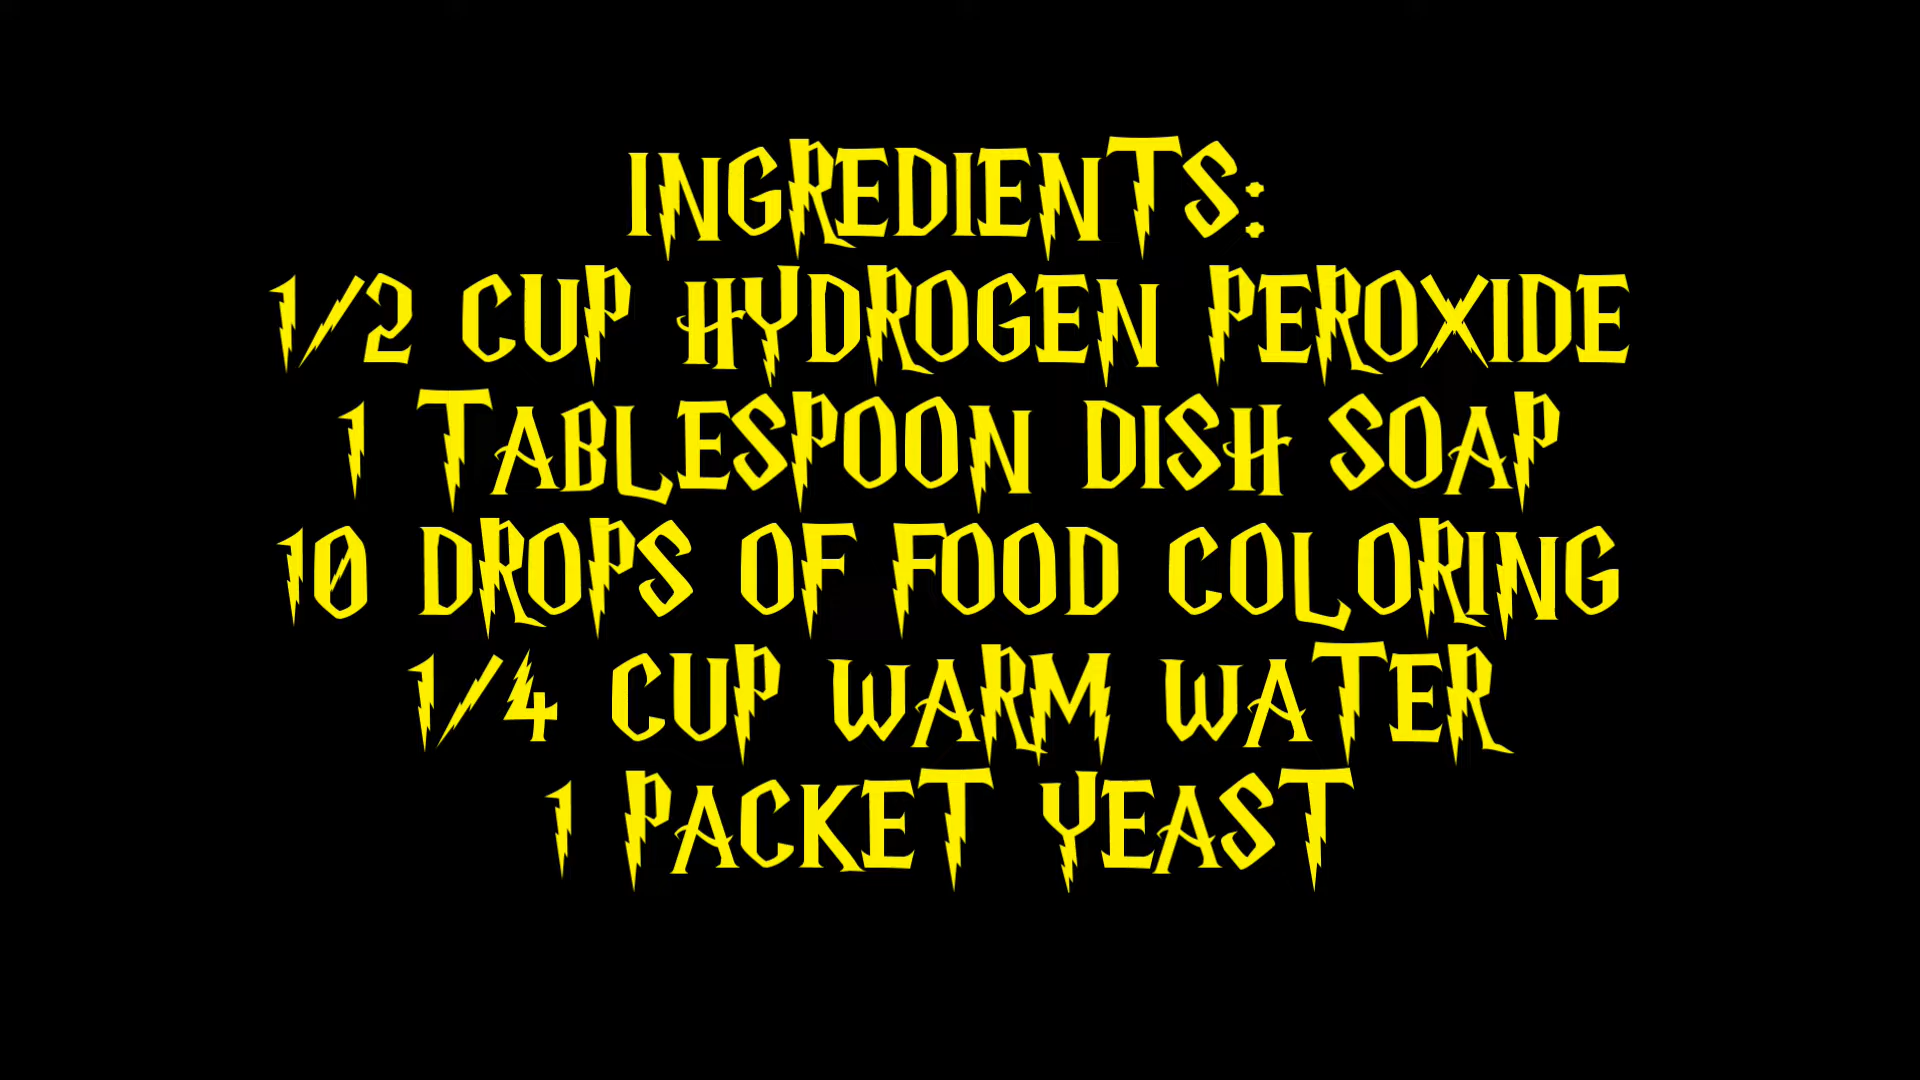 INGREDIENTS:
1/2 CUP HYDROGEN PEROXIDE
1 TABLESPOON DISH SOAP
10 DROPS OF FOOD COLORING
1/4 CUP WARM WATER
1 PACKET YEAST